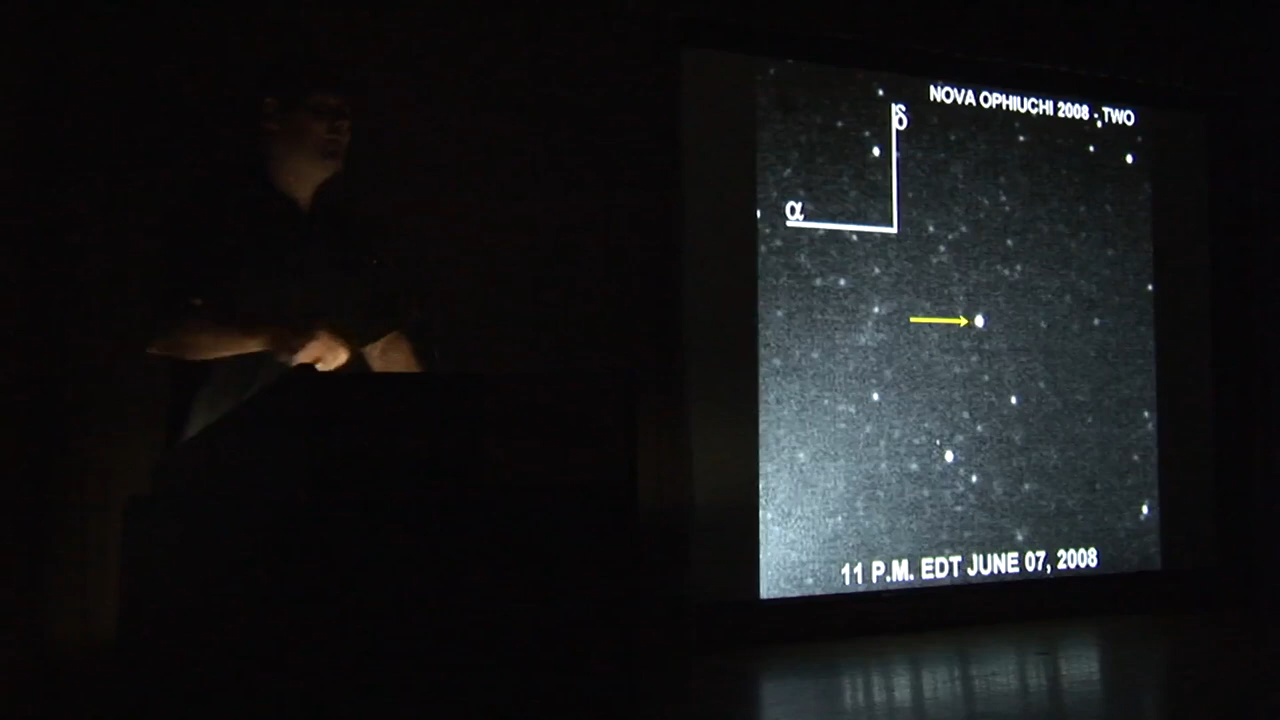 NOVA OPHIUCHI 2008 - TWO
δ
α
11 P.M. EDT JUNE 07, 2008